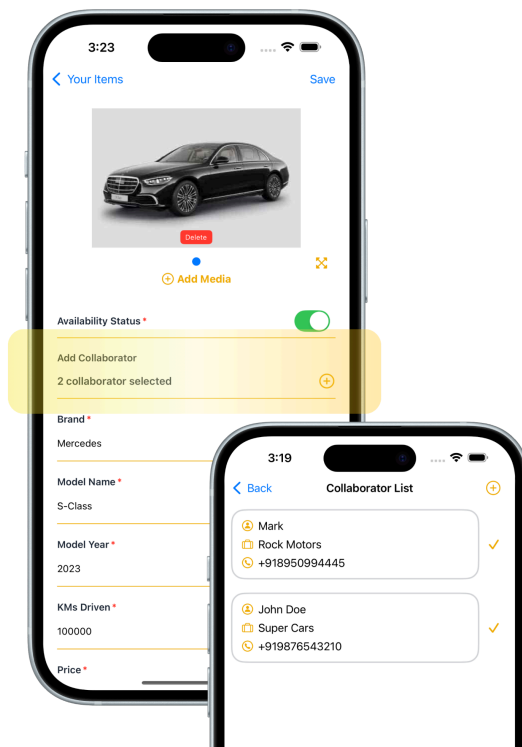 3:23
Your Items
Save
Delete
Add Media
Availability Status *
Add Collaborator
2 collaborator selected
Brand *
Mercedes
Model Name *
S-Class
Model Year *
2023
KMs Driven *
100000
Price *
3:19
Back
Collaborator List
Mark
Rock Motors
+918950994445
John Doe
Super Cars
+919876543210